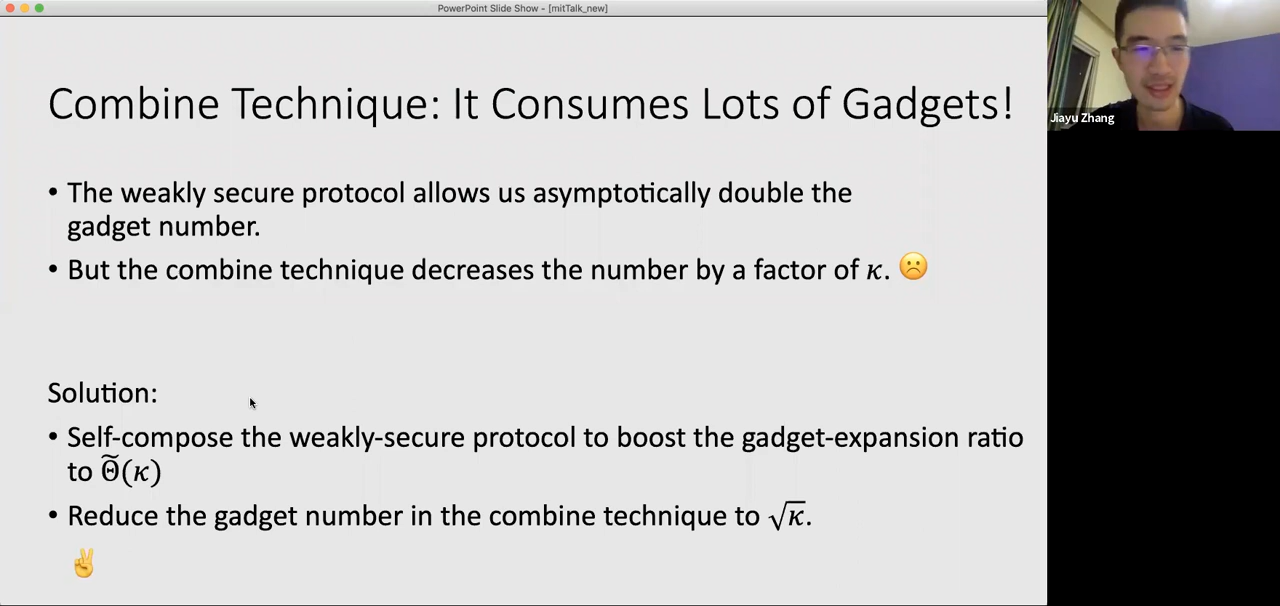 PowerPoint Slide Show - [mitTalk_new]
Combine Technique: It Consumes Lots of Gadgets!
• The weakly secure protocol allows us asymptotically double the
gadget number.
• But the combine technique decreases the number by a factor of κ. ☹️
Solution:
• Self-compose the weakly-secure protocol to boost the gadget-expansion ratio
to Θ̃(κ)
• Reduce the gadget number in the combine technique to √κ.
✌️
Jiayu Zhang